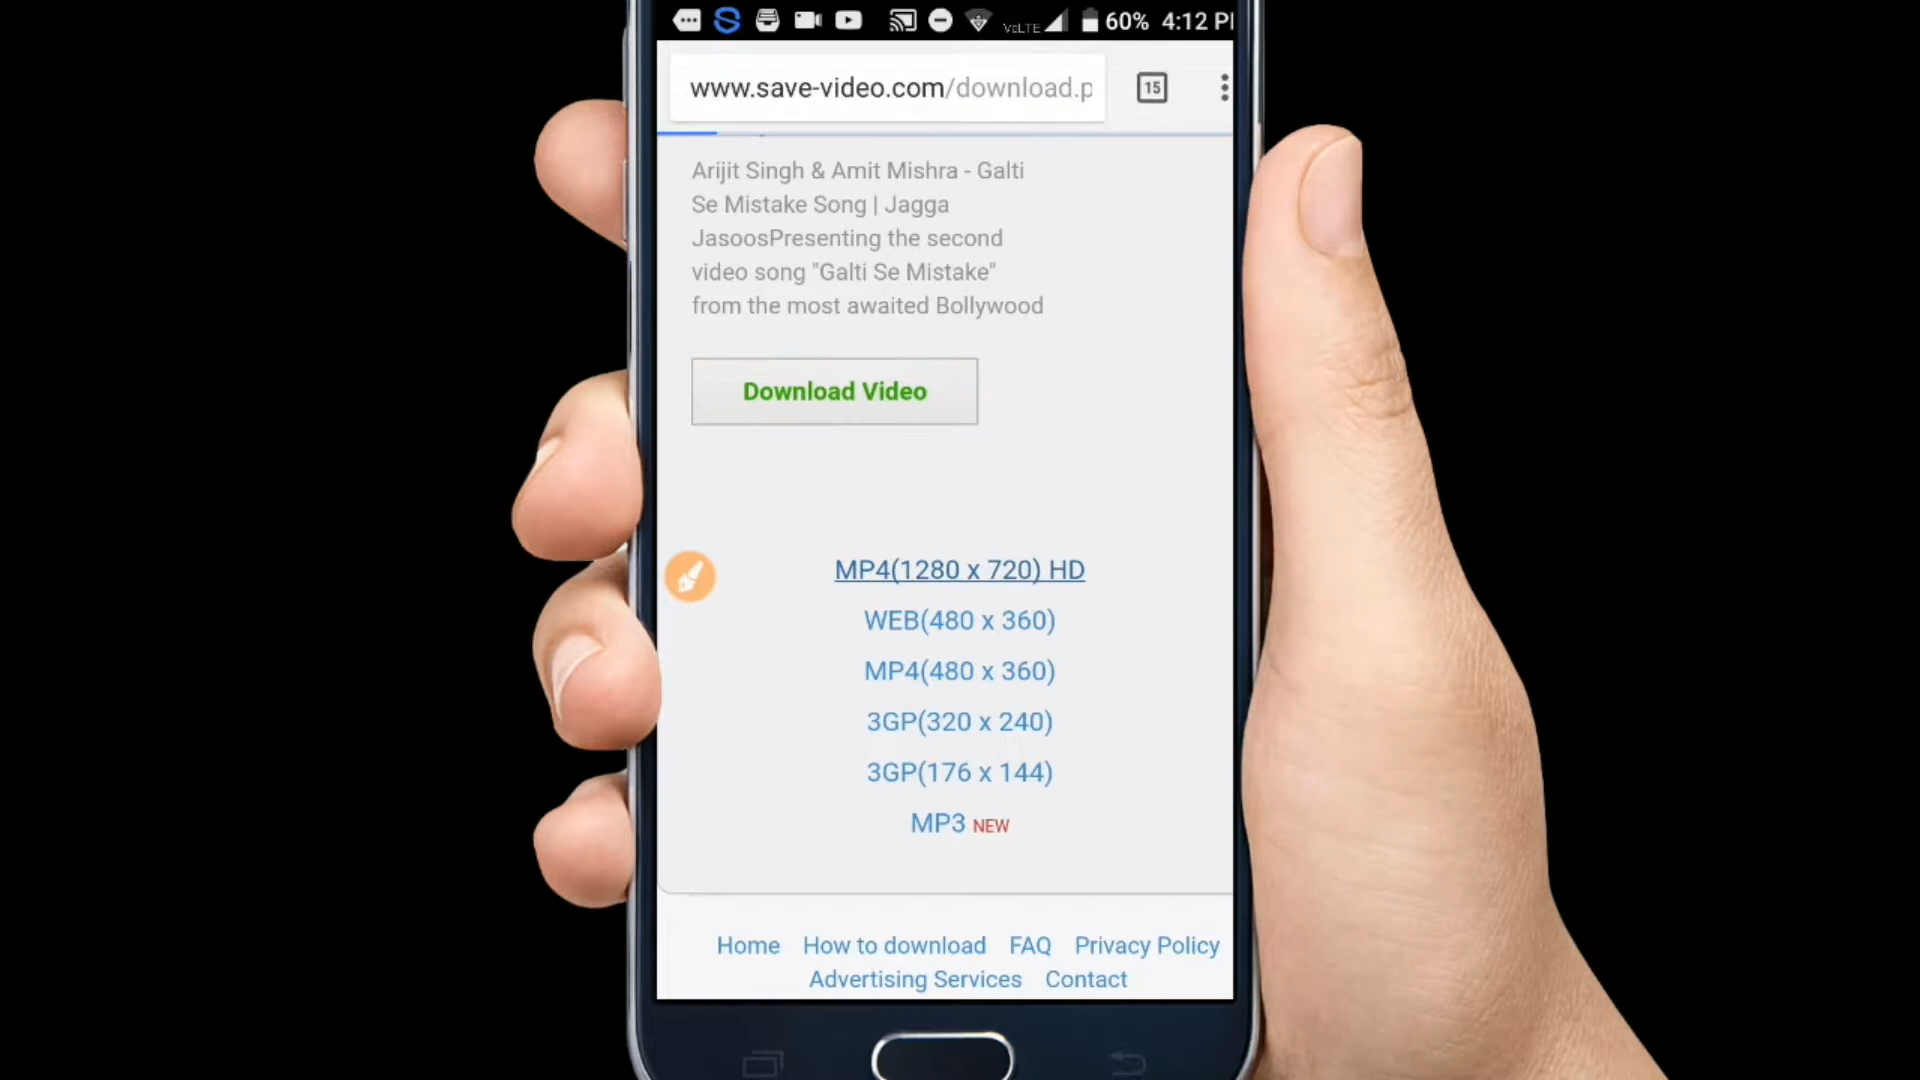 VoLTE 60% 4:12 P
www.save-video.com/download.p 15
Arijit Singh & Amit Mishra - Galti
Se Mistake Song | Jagga
JasoosPresenting the second
video song "Galti Se Mistake"
from the most awaited Bollywood
Download Video
MP4(1280 x 720) HD
WEB(480 x 360)
MP4(480 x 360)
3GP(320 x 240)
3GP(176 x 144)
MP3 NEW
Home How to download FAQ Privacy Policy
Advertising Services Contact